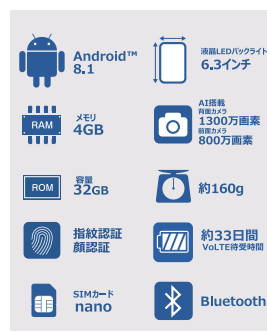 Android™
8.1
液晶LEDバックライト
6.3インチ
RAM
メモリ
4GB
AI搭載
背面カメラ
1300万画素
前面カメラ
800万画素
ROM
容量
32GB
約160g
指紋認証
顔認証
約33日間
VoLTE待受時間
SIMカード
nano
Bluetooth